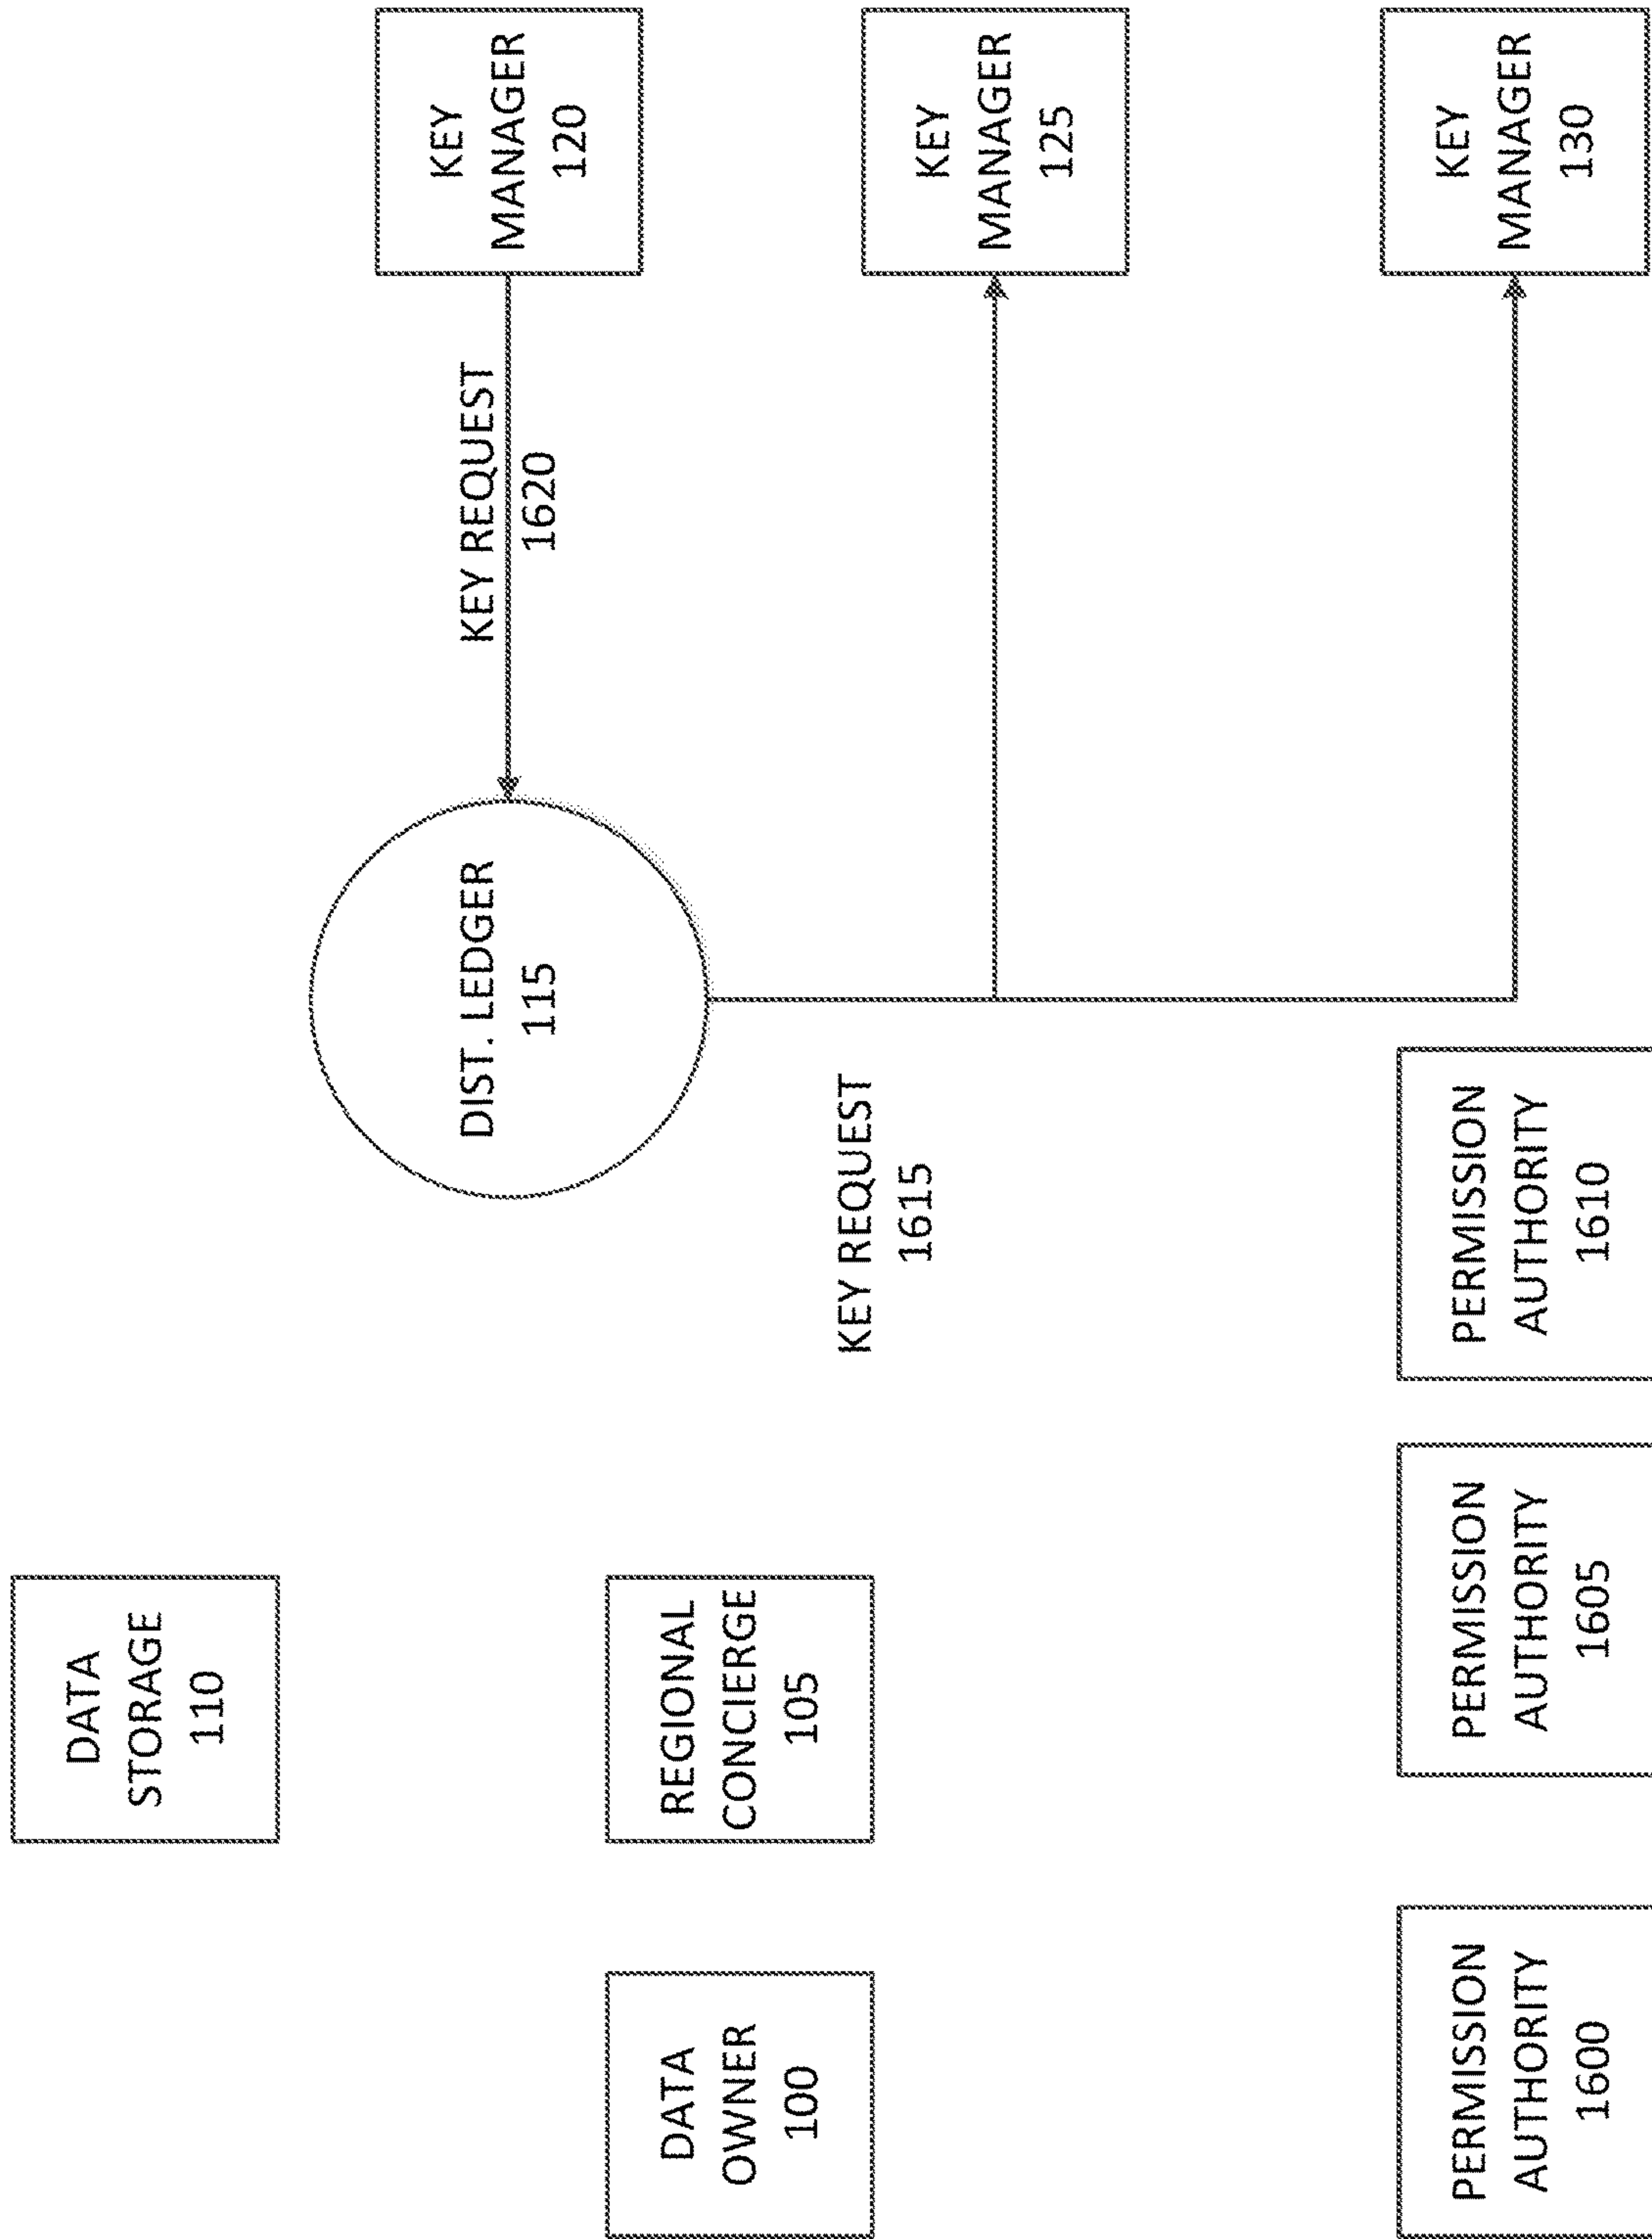 DATA
STORAGE
110
DATA
OWNER
100
REGIONAL
CONCIERGE
105
DIST. LEDGER
115
KEY REQUEST
1620
KEY
MANAGER
120
KEY REQUEST
1615
KEY
MANAGER
125
PERMISSION
AUTHORITY
1600
PERMISSION
AUTHORITY
1605
PERMISSION
AUTHORITY
1610
KEY
MANAGER
130